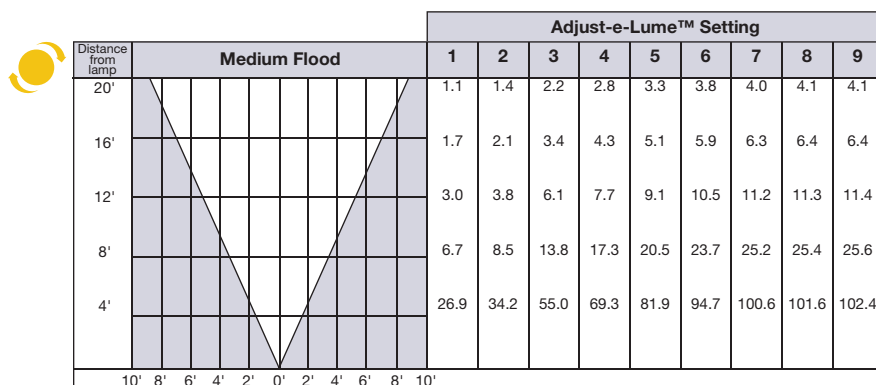 Adjust-e-Lume™ Setting
Distance from lamp Medium Flood 1 2 3 4 5 6 7 8 9
20' 1.1 1.4 2.2 2.8 3.3 3.8 4.0 4.1 4.1
16' 1.7 2.1 3.4 4.3 5.1 5.9 6.3 6.4 6.4
12' 3.0 3.8 6.1 7.7 9.1 10.5 11.2 11.3 11.4
8' 6.7 8.5 13.8 17.3 20.5 23.7 25.2 25.4 25.6
4' 26.9 34.2 55.0 69.3 81.9 94.7 100.6 101.6 102.4
10' 8' 6' 4' 2' 0' 2' 4' 6' 8' 10'